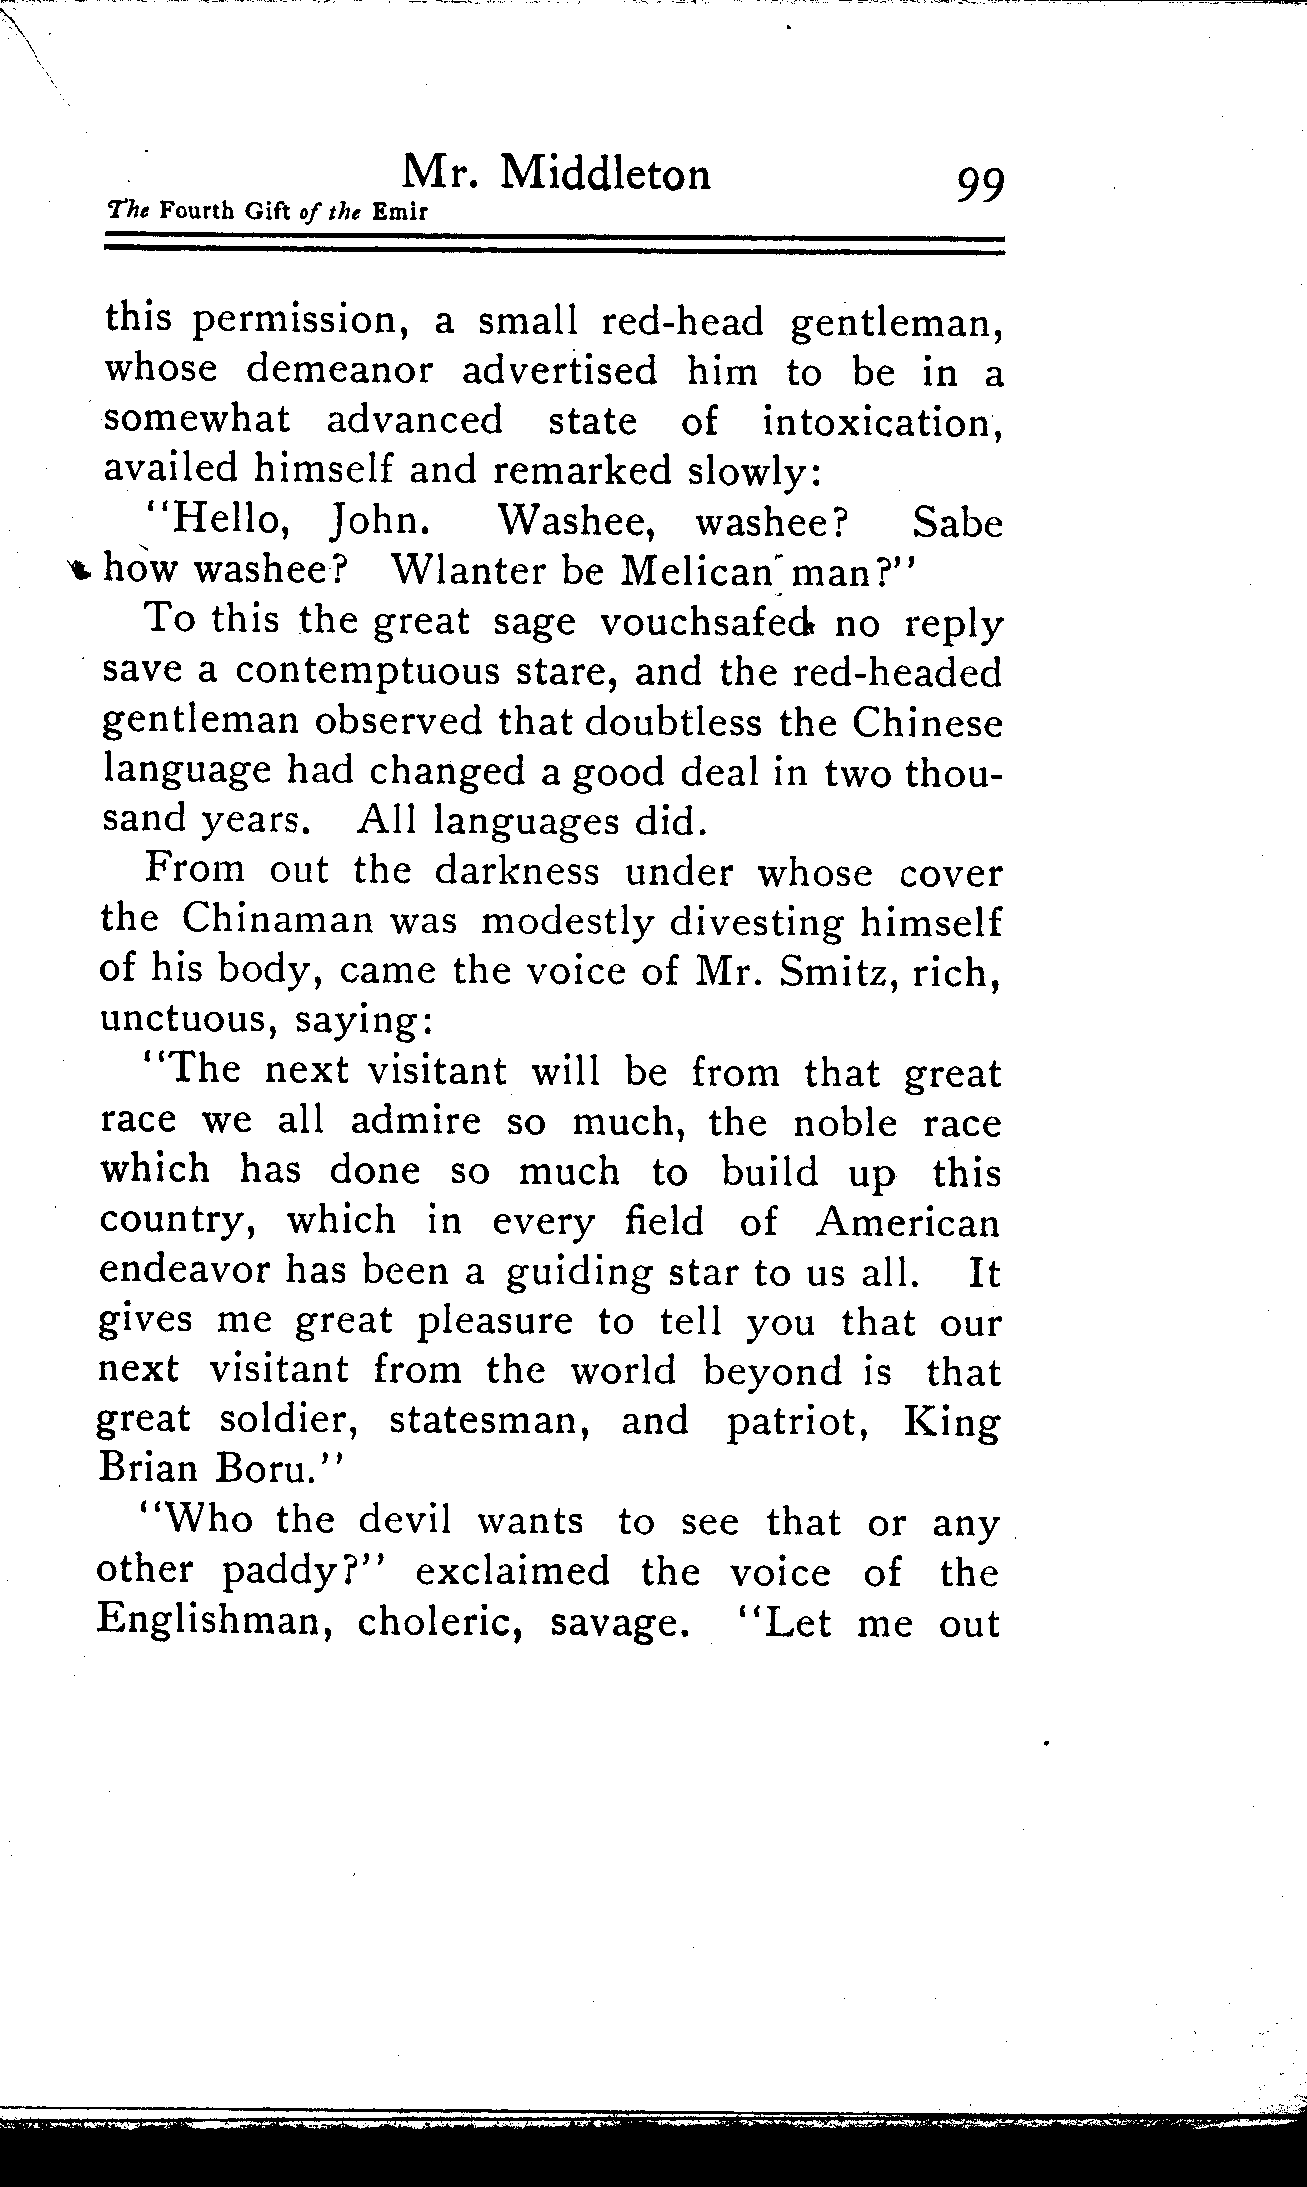 Mr. Middleton 99
The Fourth Gift of the Emir
this permission, a small red-head gentleman,
whose demeanor advertised him to be in a
somewhat advanced state of intoxication,
availed himself and remarked slowly:
"Hello, John. Washee, washee? Sabe
how washee? Wlanter be Melican man?"
To this the great sage vouchsafed no reply
save a contemptuous stare, and the red-headed
gentleman observed that doubtless the Chinese
language had changed a good deal in two thou-
sand years. All languages did.
From out the darkness under whose cover
the Chinaman was modestly divesting himself
of his body, came the voice of Mr. Smitz, rich,
unctuous, saying:
"The next visitant will be from that great
race we all admire so much, the noble race
which has done so much to build up this
country, which in every field of American
endeavor has been a guiding star to us all. It
gives me great pleasure to tell you that our
next visitant from the world beyond is that
great soldier, statesman, and patriot, King
Brian Boru."
"Who the devil wants to see that or any
other paddy?" exclaimed the voice of the
Englishman, choleric, savage. "Let me out